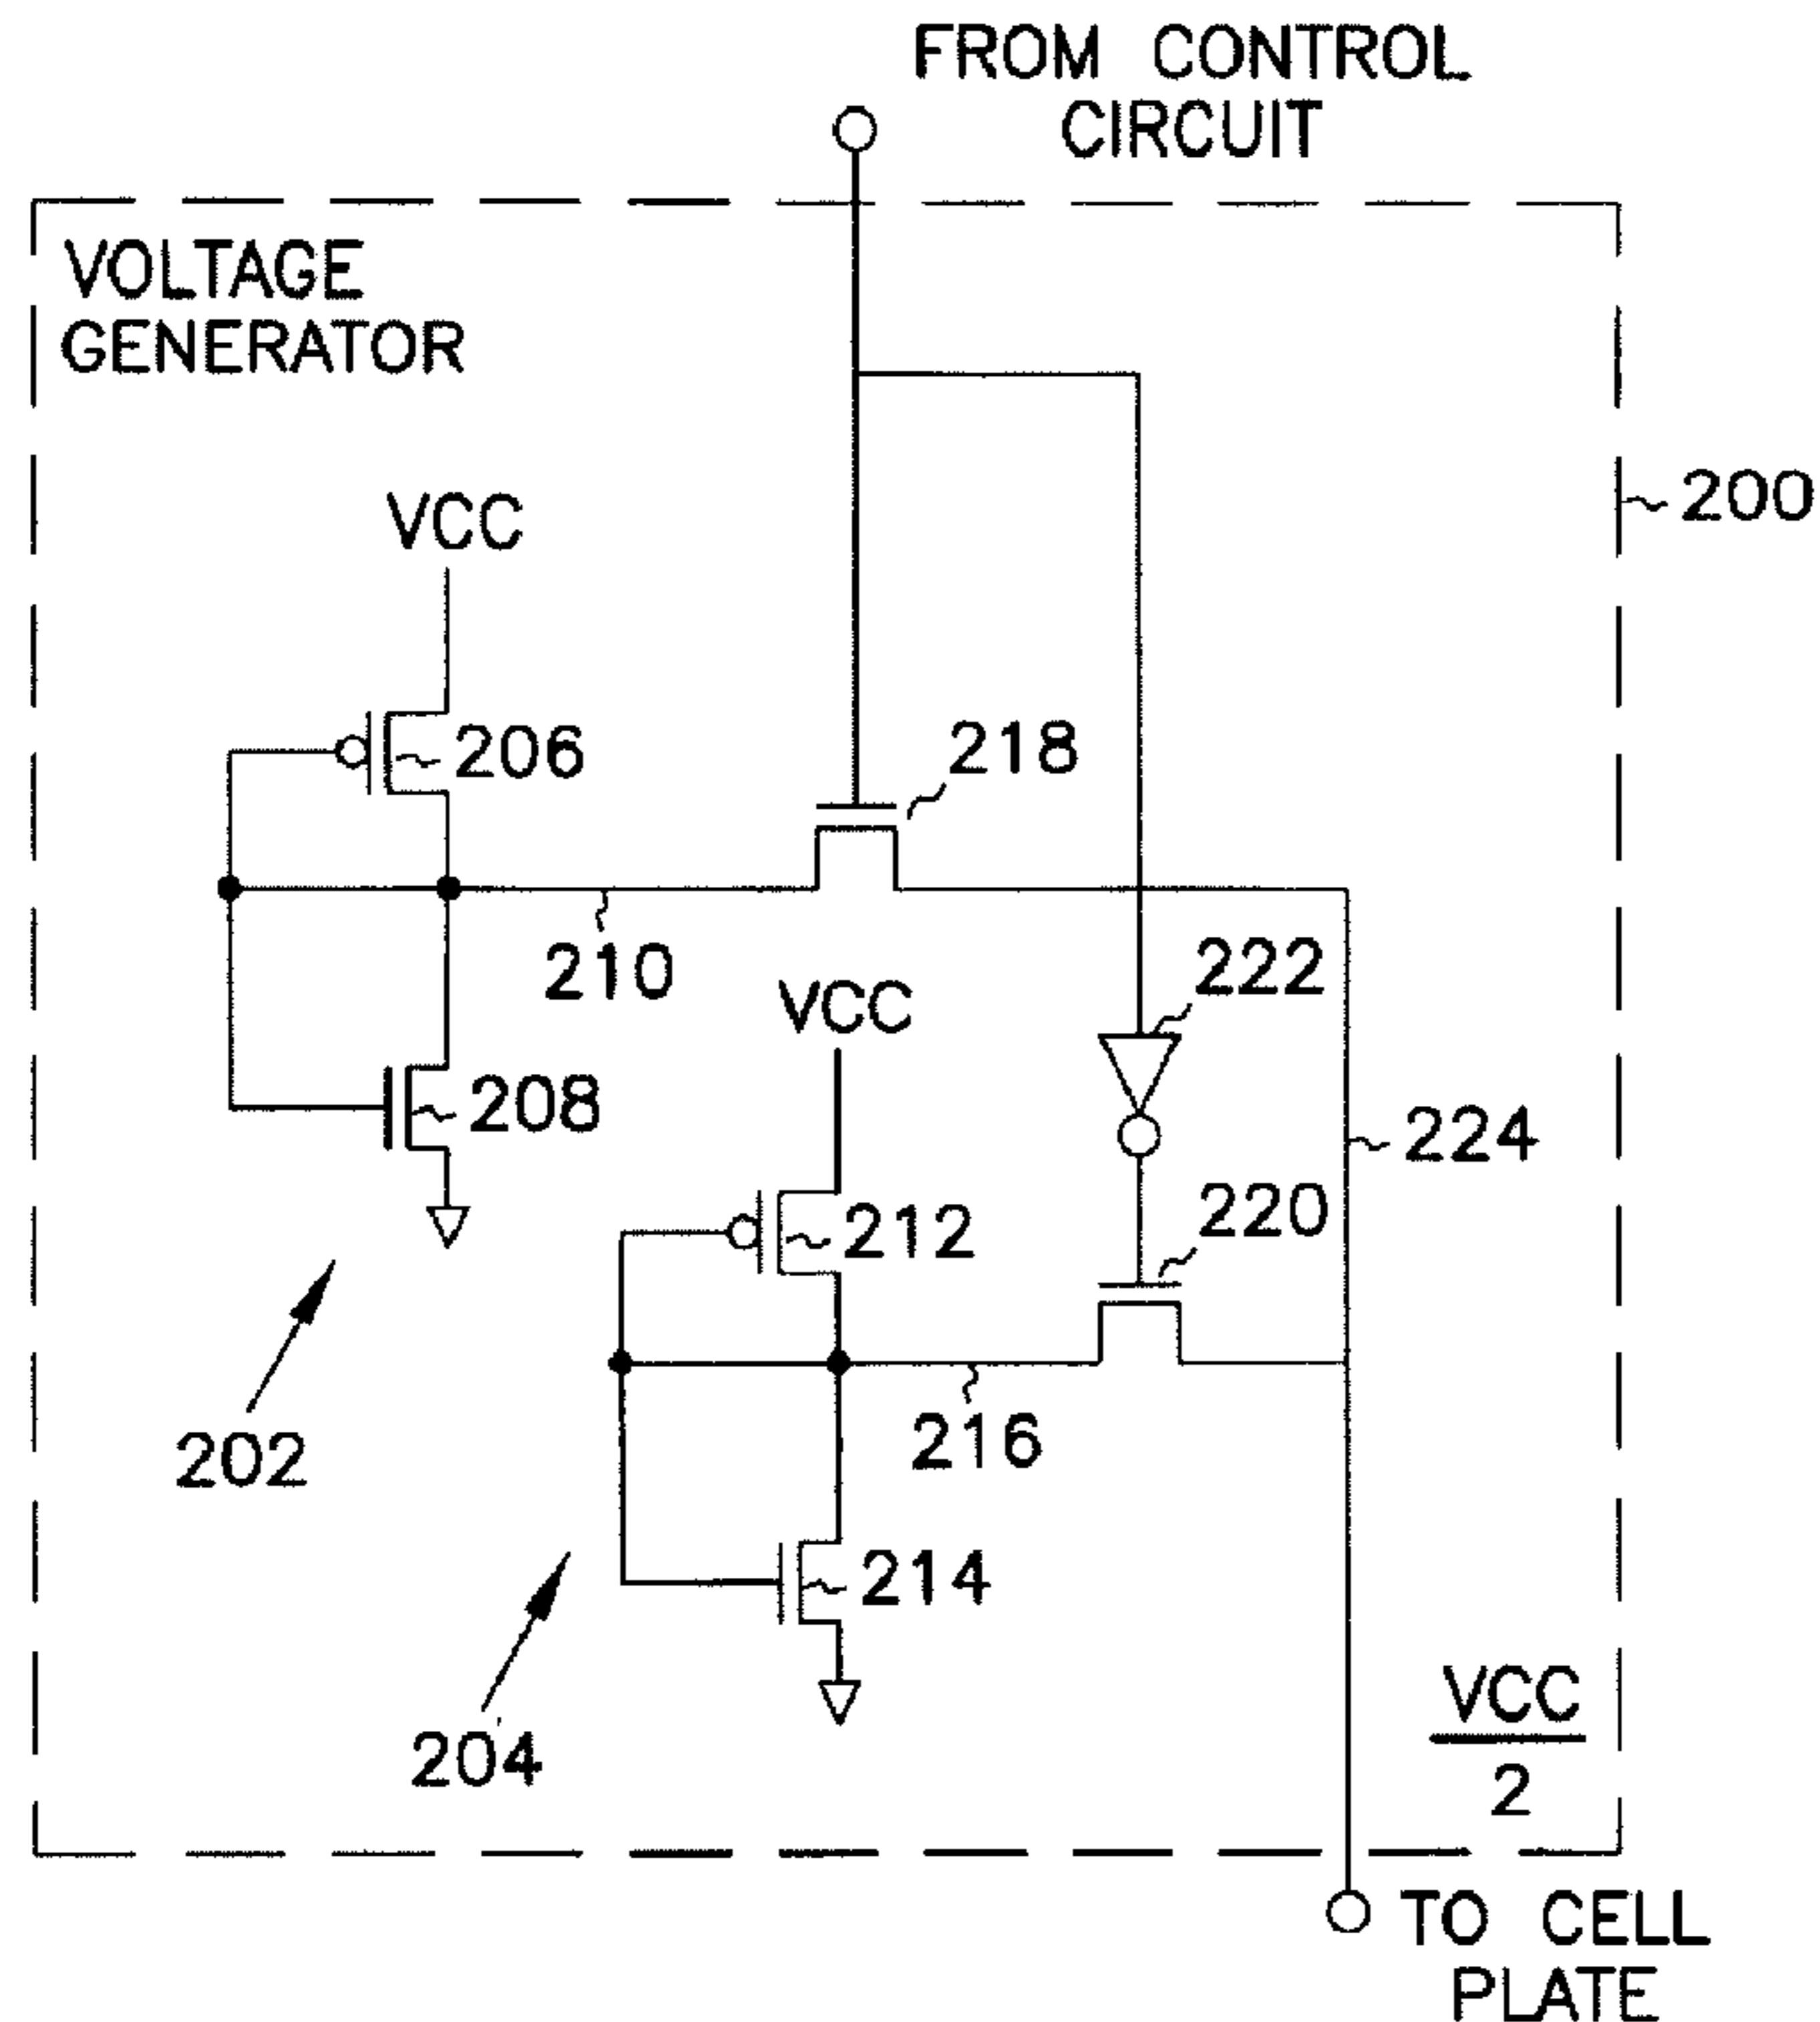 FROM CONTROL
CIRCUIT
VOLTAGE
GENERATOR
200
VCC
206
218
210
222
VCC
208
224
212
220
202
216
214
204
VCC
2
TO CELL
PLATE